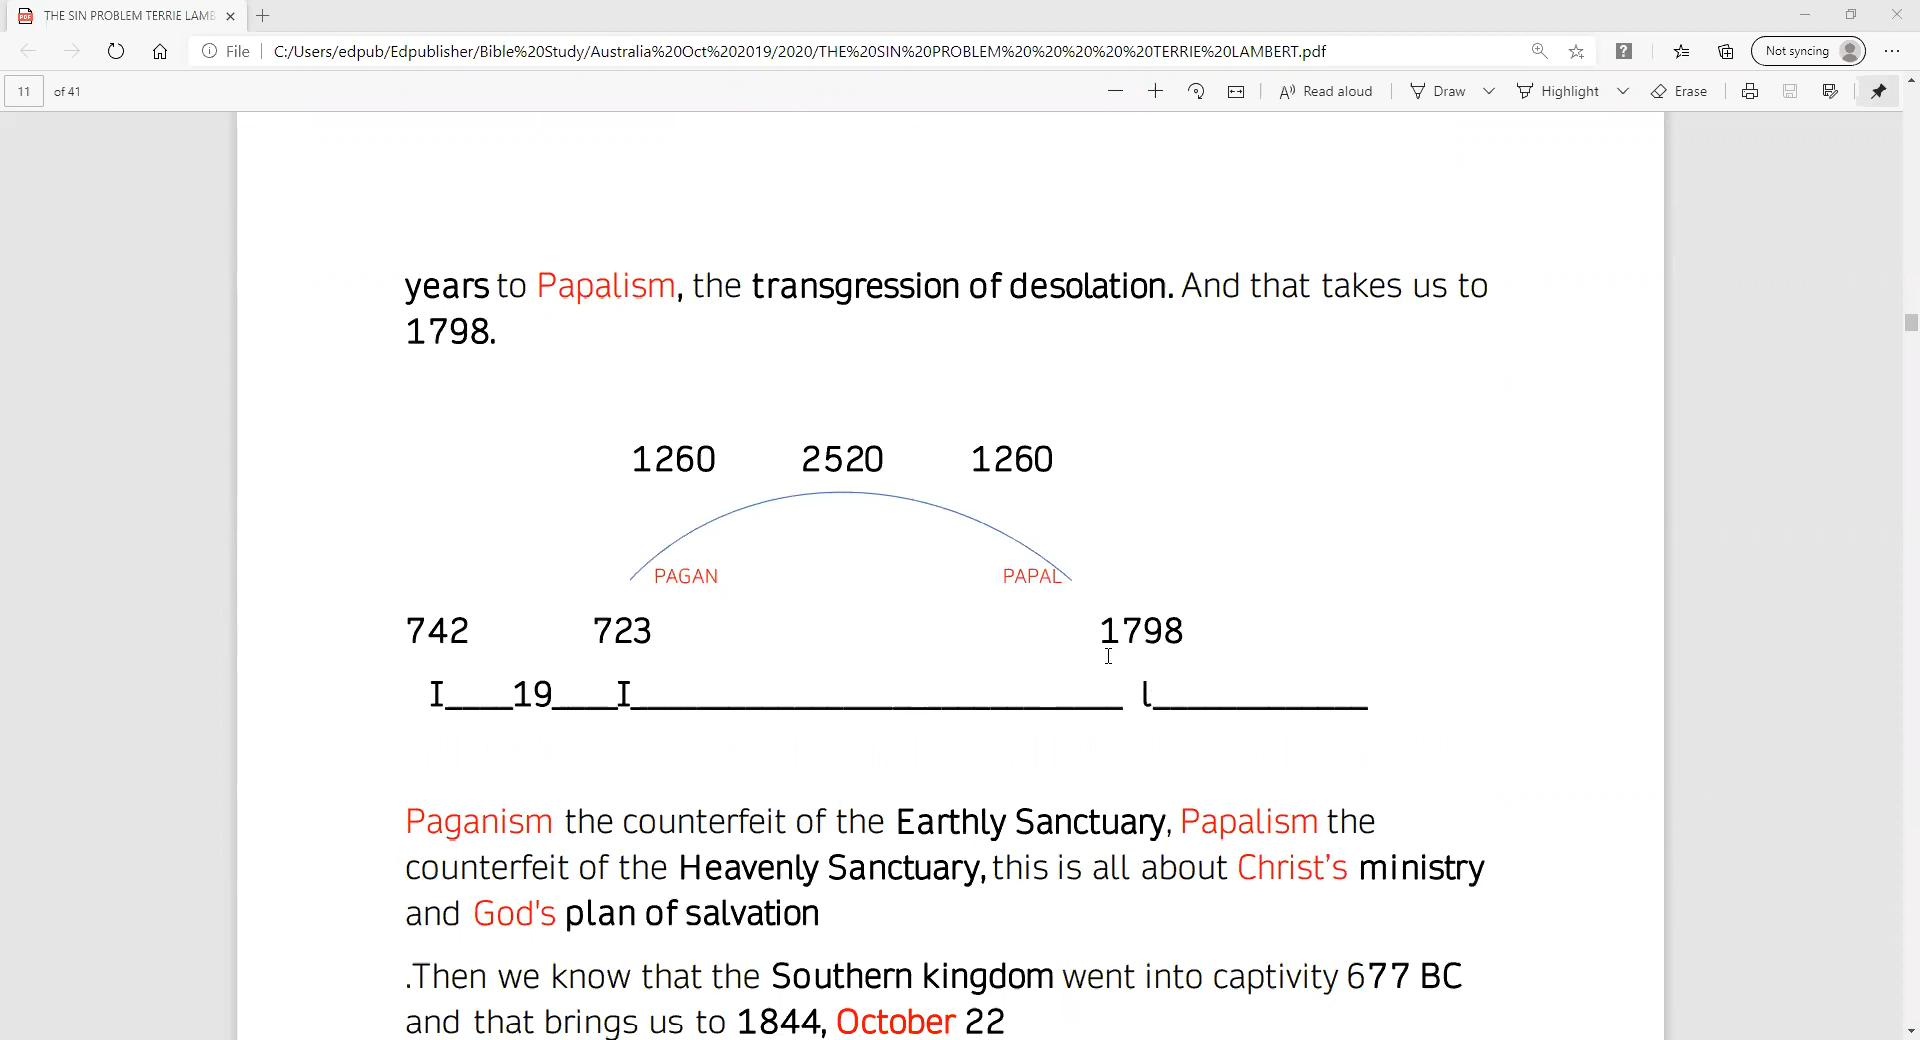 THE SIN PROBLEM TERRIE LAMB
File
C:/Users/edpub/Edpublisher/Bible%20Study/Australia%20Oct%202019/2020/THE%20SIN%20PROBLEM%20%20%20%20%20TERRIE%20LAMBERT.pdf
Not syncing
11 of 41
Read aloud
Draw
Highlight
Erase
years to Papalism, the transgression of desolation. And that takes us to
1798.
1260 2520 1260
PAGAN PAPAL
742 723 1798
I____19____I______________________________ l_____________
Paganism the counterfeit of the Earthly Sanctuary, Papalism the
counterfeit of the Heavenly Sanctuary, this is all about Christ’s ministry
and God's plan of salvation
.Then we know that the Southern kingdom went into captivity 677 BC
and that brings us to 1844, October 22